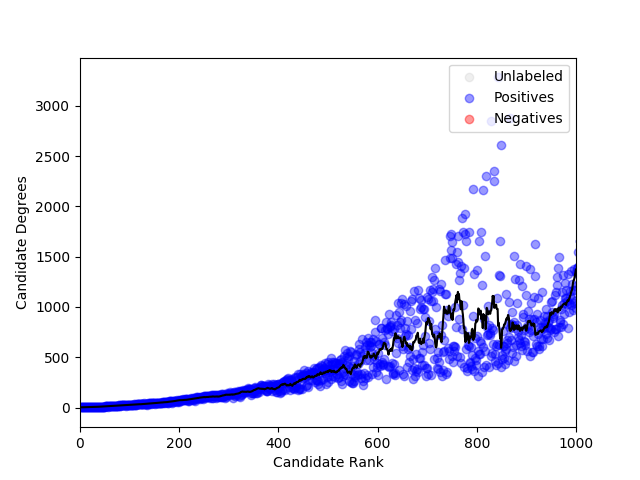 Unlabeled
Positives
Negatives
3000
2500
2000
1500
1000
500
0
Candidate Degrees
0 200 400 600 800 1000
Candidate Rank